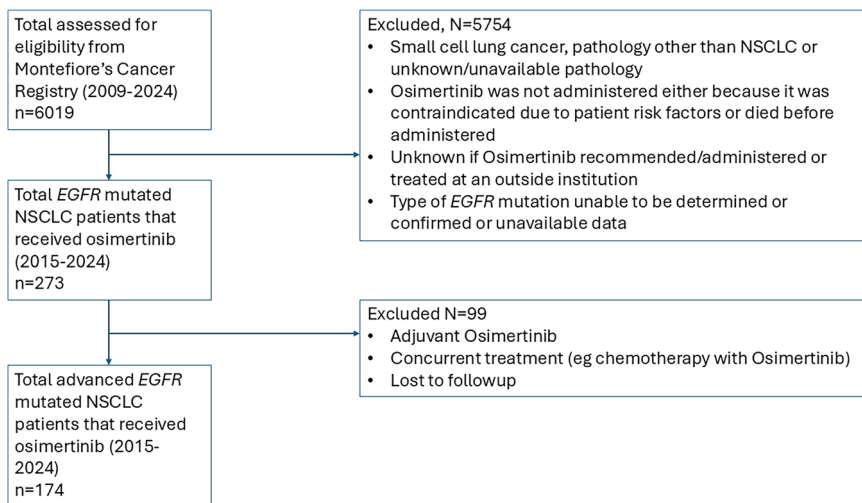 Total assessed for
eligibility from
Montefiore's Cancer
Registry (2009-2024)
n=6019
Excluded, N=5754
• Small cell lung cancer, pathology other than NSCLC or
unknown/unavailable pathology
• Osimertinib was not administered either because it was
contraindicated due to patient risk factors or died before
administered
• Unknown if Osimertinib recommended/administered or
treated at an outside institution
• Type of EGFR mutation unable to be determined or
confirmed or unavailable data
Total EGFR mutated
NSCLC patients that
received osimertinib
(2015-2024)
n=273
Excluded N=99
• Adjuvant Osimertinib
• Concurrent treatment (eg chemotherapy with Osimertinib)
• Lost to followup
Total advanced EGFR
mutated NSCLC
patients that received
osimertinib (2015-
2024)
n=174